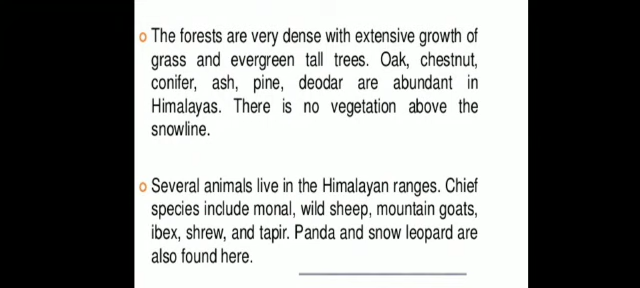 The forests are very dense with extensive growth of
grass and evergreen tall trees. Oak, chestnut,
conifer, ash, pine, deodar are abundant in
Himalayas. There is no vegetation above the
snowline.
Several animals live in the Himalayan ranges. Chief
species include monal, wild sheep, mountain goats,
ibex, shrew, and tapir. Panda and snow leopard are
also found here.